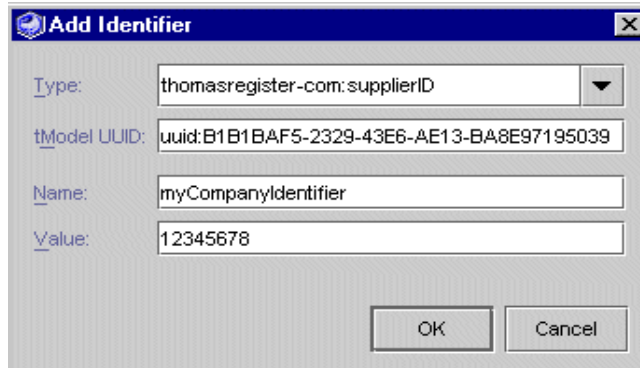 Add Identifier
Type: thomasregister-com:supplierID
tModel UUID: uuid:B1B1BAF5-2329-43E6-AE13-BA8E97195039
Name: myCompanyIdentifier
Value: 12345678
OK Cancel